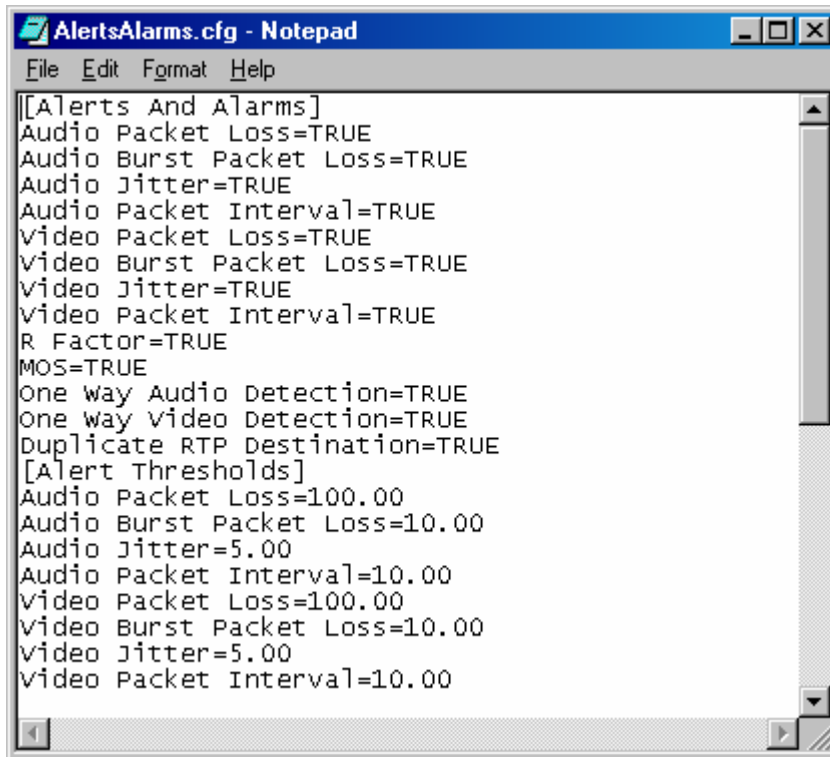 AlertsAlarms.cfg - Notepad
File Edit Format Help
[Alerts And Alarms]
Audio Packet Loss=TRUE
Audio Burst Packet Loss=TRUE
Audio Jitter=TRUE
Audio Packet Interval=TRUE
Video Packet Loss=TRUE
Video Burst Packet Loss=TRUE
Video Jitter=TRUE
Video Packet Interval=TRUE
R Factor=TRUE
MOS=TRUE
One Way Audio Detection=TRUE
One Way Video Detection=TRUE
Duplicate RTP Destination=TRUE
[Alert Thresholds]
Audio Packet Loss=100.00
Audio Burst Packet Loss=10.00
Audio Jitter=5.00
Audio Packet Interval=10.00
Video Packet Loss=100.00
Video Burst Packet Loss=10.00
Video Jitter=5.00
Video Packet Interval=10.00